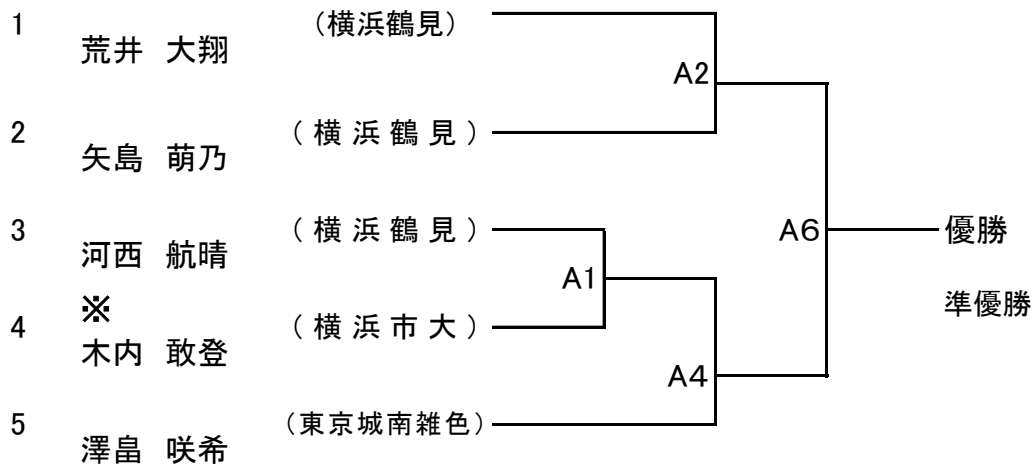 1 荒井 大翔 (横浜鶴見)
A2
2 矢島 萌乃 (横浜鶴見)
3 河西 航晴 (横浜鶴見)
A6 優勝
A1
準優勝
※
4 木内 敢登 (横浜市大)
A4
5 澤畠 咲希 (東京城南雑色)